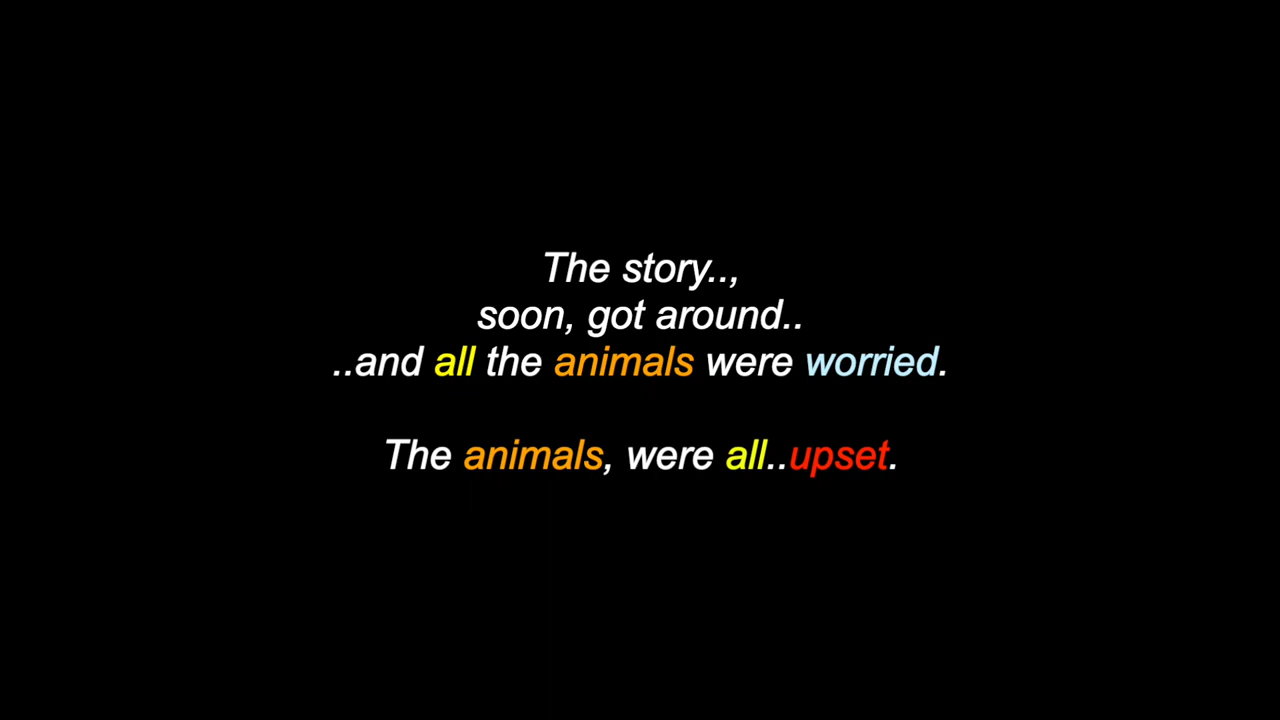 The story..,
soon, got around..
..and all the animals were worried.
The animals, were all..upset.